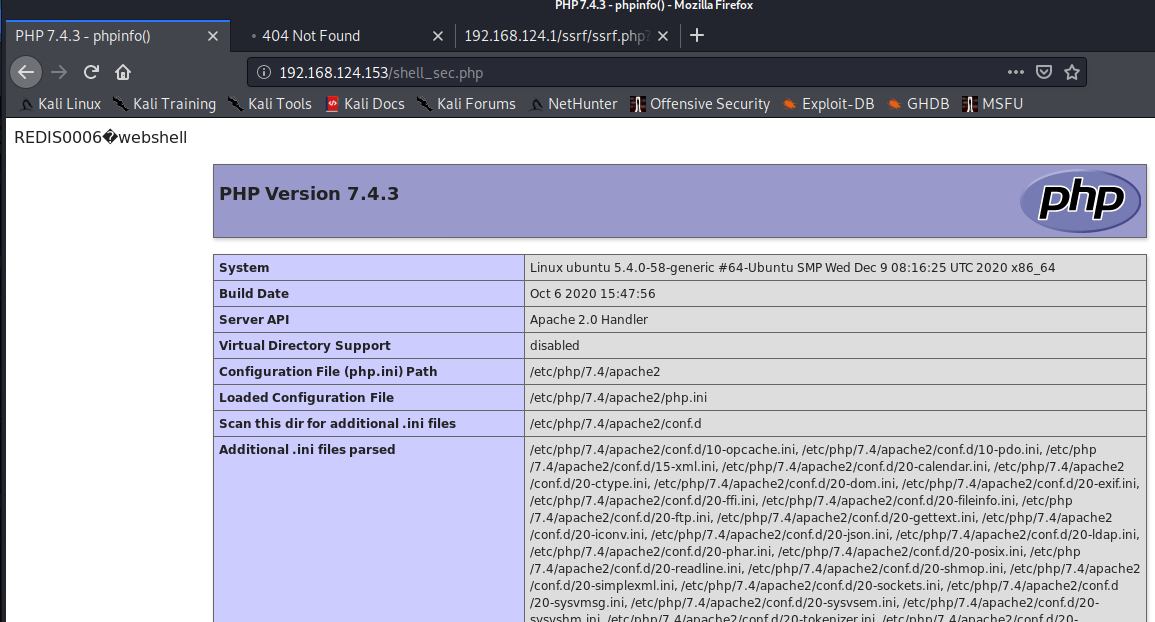 PHP 7.4.3 - phpinfo() - Mozilla Firefox
PHP 7.4.3 - phpinfo()
404 Not Found
192.168.124.1/ssrf/ssrf.php?
192.168.124.153/shell_sec.php
Kali Linux Kali Training Kali Tools Kali Docs Kali Forums NetHunter Offensive Security Exploit-DB GHDB MSFU
REDIS0006�webshell
PHP Version 7.4.3
php
System Linux ubuntu 5.4.0-58-generic #64-Ubuntu SMP Wed Dec 9 08:16:25 UTC 2020 x86_64
Build Date Oct 6 2020 15:47:56
Server API Apache 2.0 Handler
Virtual Directory Support disabled
Configuration File (php.ini) Path /etc/php/7.4/apache2
Loaded Configuration File /etc/php/7.4/apache2/php.ini
Scan this dir for additional .ini files /etc/php/7.4/apache2/conf.d
Additional .ini files parsed /etc/php/7.4/apache2/conf.d/10-opcache.ini, /etc/php/7.4/apache2/conf.d/10-pdo.ini, /etc/php
/7.4/apache2/conf.d/15-xml.ini, /etc/php/7.4/apache2/conf.d/20-calendar.ini, /etc/php/7.4/apache2
/conf.d/20-ctype.ini, /etc/php/7.4/apache2/conf.d/20-dom.ini, /etc/php/7.4/apache2/conf.d/20-exif.ini,
/etc/php/7.4/apache2/conf.d/20-ffi.ini, /etc/php/7.4/apache2/conf.d/20-fileinfo.ini, /etc/php
/7.4/apache2/conf.d/20-ftp.ini, /etc/php/7.4/apache2/conf.d/20-gettext.ini, /etc/php/7.4/apache2
/conf.d/20-iconv.ini, /etc/php/7.4/apache2/conf.d/20-json.ini, /etc/php/7.4/apache2/conf.d/20-ldap.ini,
/etc/php/7.4/apache2/conf.d/20-phar.ini, /etc/php/7.4/apache2/conf.d/20-posix.ini, /etc/php
/7.4/apache2/conf.d/20-readline.ini, /etc/php/7.4/apache2/conf.d/20-shmop.ini, /etc/php/7.4/apache2
/conf.d/20-simplexml.ini, /etc/php/7.4/apache2/conf.d/20-sockets.ini, /etc/php/7.4/apache2/conf.d
/20-sysvmsg.ini, /etc/php/7.4/apache2/conf.d/20-sysvsem.ini, /etc/php/7.4/apache2/conf.d/20-
sysvshm.ini, /etc/php/7.4/apache2/conf.d/20-tokenizer.ini, /etc/php/7.4/apache2/conf.d/20-